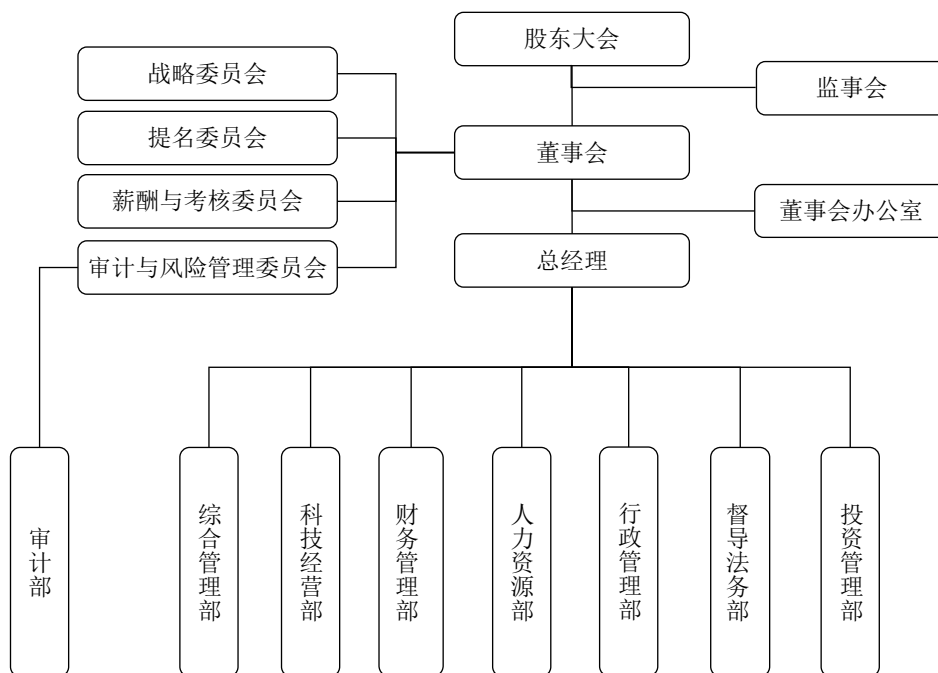 股东大会
战略委员会
监事会
提名委员会
董事会
薪酬与考核委员会
董事会办公室
审计与风险管理委员会
总经理
审计部
综合管理部
科技经营部
财务管理部
人力资源部
行政管理部
督导法务部
投资管理部